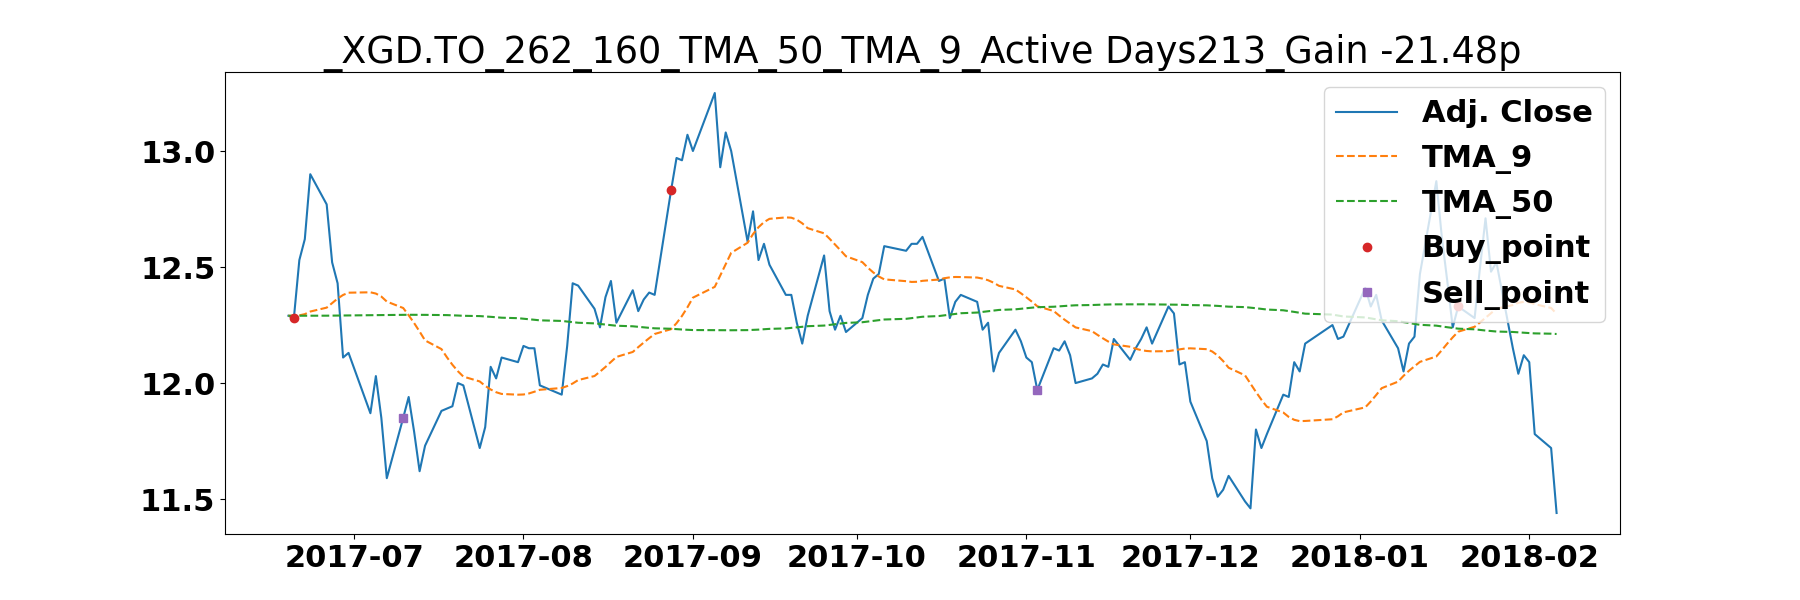 _XGD.TO_262_160_TMA_50_TMA_9_Active Days213_Gain -21.48p
Adj. Close
TMA_9
TMA_50
Buy_point
Sell_point
13.0
12.5
12.0
11.5
2017-07 2017-08 2017-09 2017-10 2017-11 2017-12 2018-01 2018-02